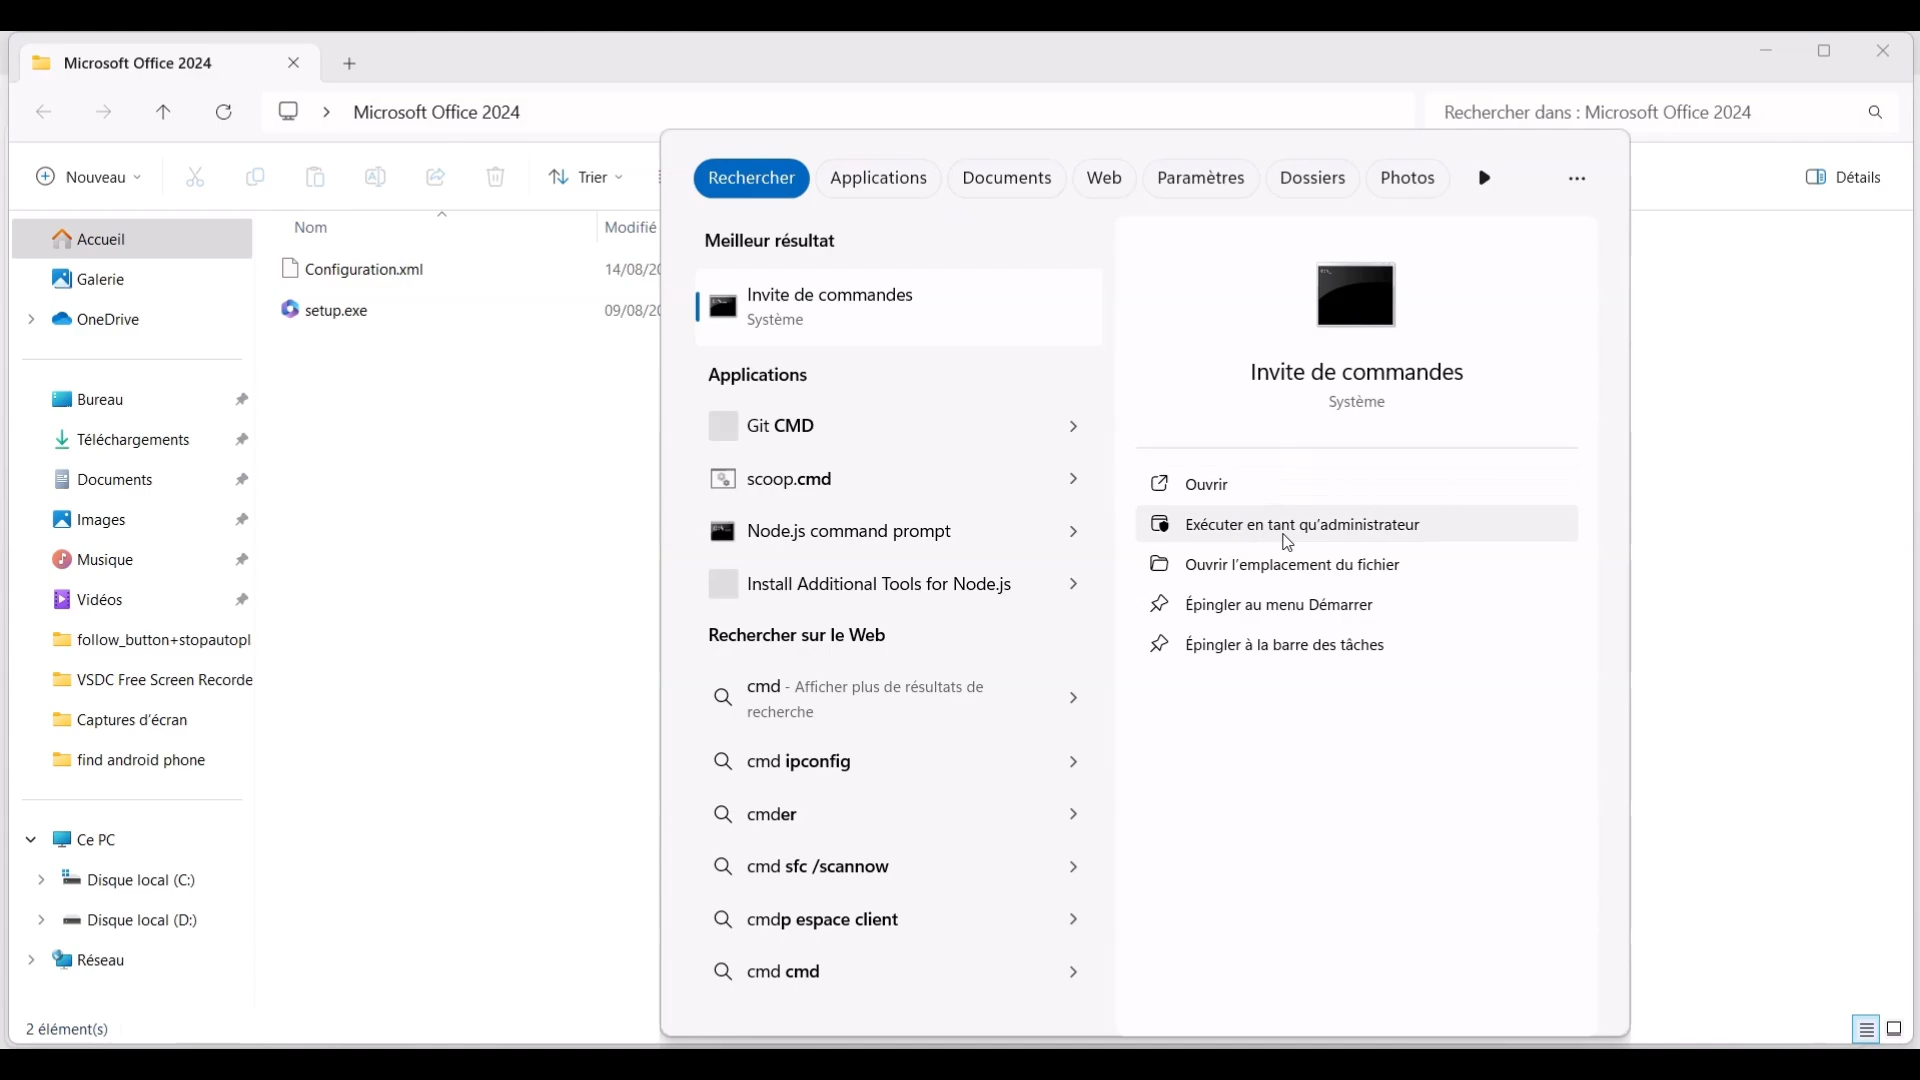 Microsoft Office 2024
Microsoft Office 2024
Rechercher dans : Microsoft Office 2024
Nouveau
Trier
Détails
Accueil
Galerie
OneDrive
Bureau
Téléchargements
Documents
Images
Musique
Vidéos
follow_button+stopautopl
VSDC Free Screen Recorde
Captures d'écran
find android phone
Ce PC
Disque local (C:)
Disque local (D:)
Réseau
2 élément(s)
Nom
Modifié
Configuration.xml
14/08/20
setup.exe
09/08/20
Rechercher
Applications
Documents
Web
Paramètres
Dossiers
Photos
Meilleur résultat
Invite de commandes
Système
Applications
Git CMD
scoop.cmd
Node.js command prompt
Install Additional Tools for Node.js
Rechercher sur le Web
cmd - Afficher plus de résultats de
recherche
cmd ipconfig
cmder
cmd sfc /scannow
cmdp espace client
cmd cmd
Invite de commandes
Système
Ouvrir
Exécuter en tant qu'administrateur
Ouvrir l'emplacement du fichier
Épingler au menu Démarrer
Épingler à la barre des tâches